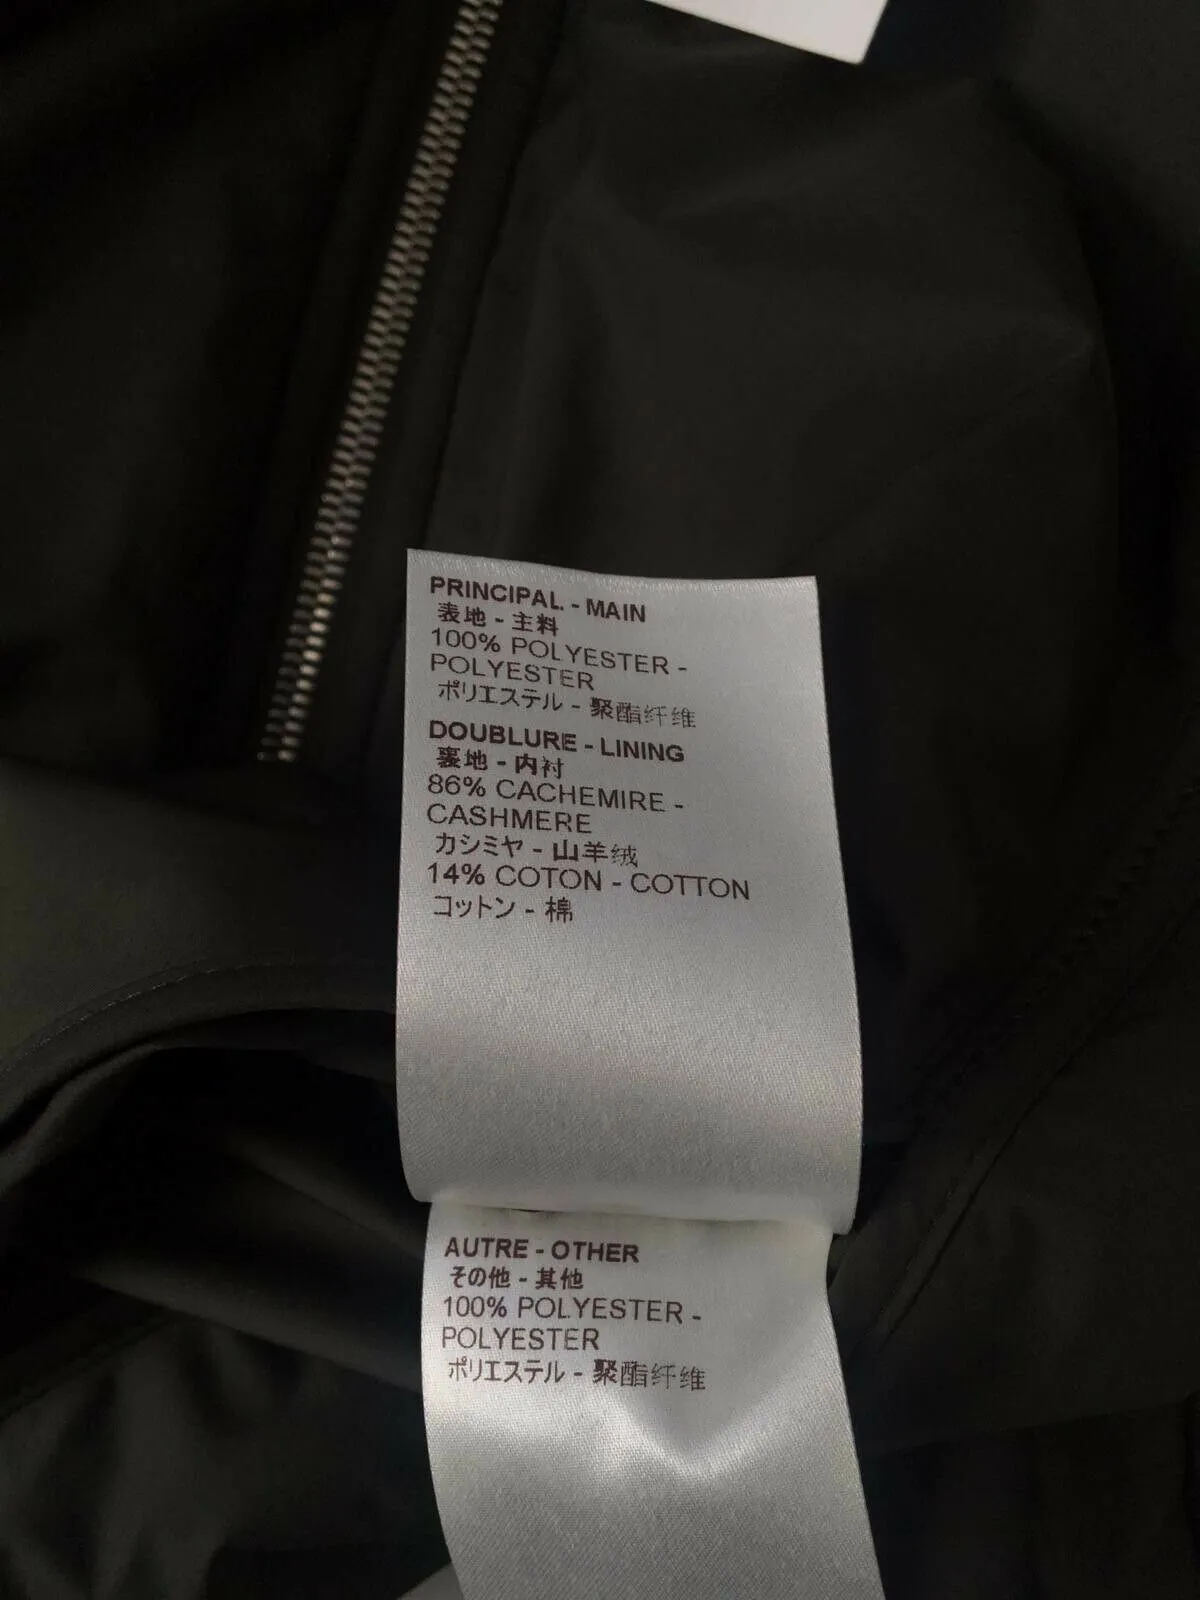 PRINCIPAL - MAIN
表地 - 主料
100% POLYESTER -
POLYESTER
ポリエステル - 聚酯纤维
DOUBLURE - LINING
裏地 - 内衬
86% CACHEMIRE -
CASHMERE
カシミヤ - 山羊绒
14% COTON - COTTON
コットン - 棉
AUTRE - OTHER
その他 - 其他
100% POLYESTER -
POLYESTER
ポリエステル - 聚酯纤维